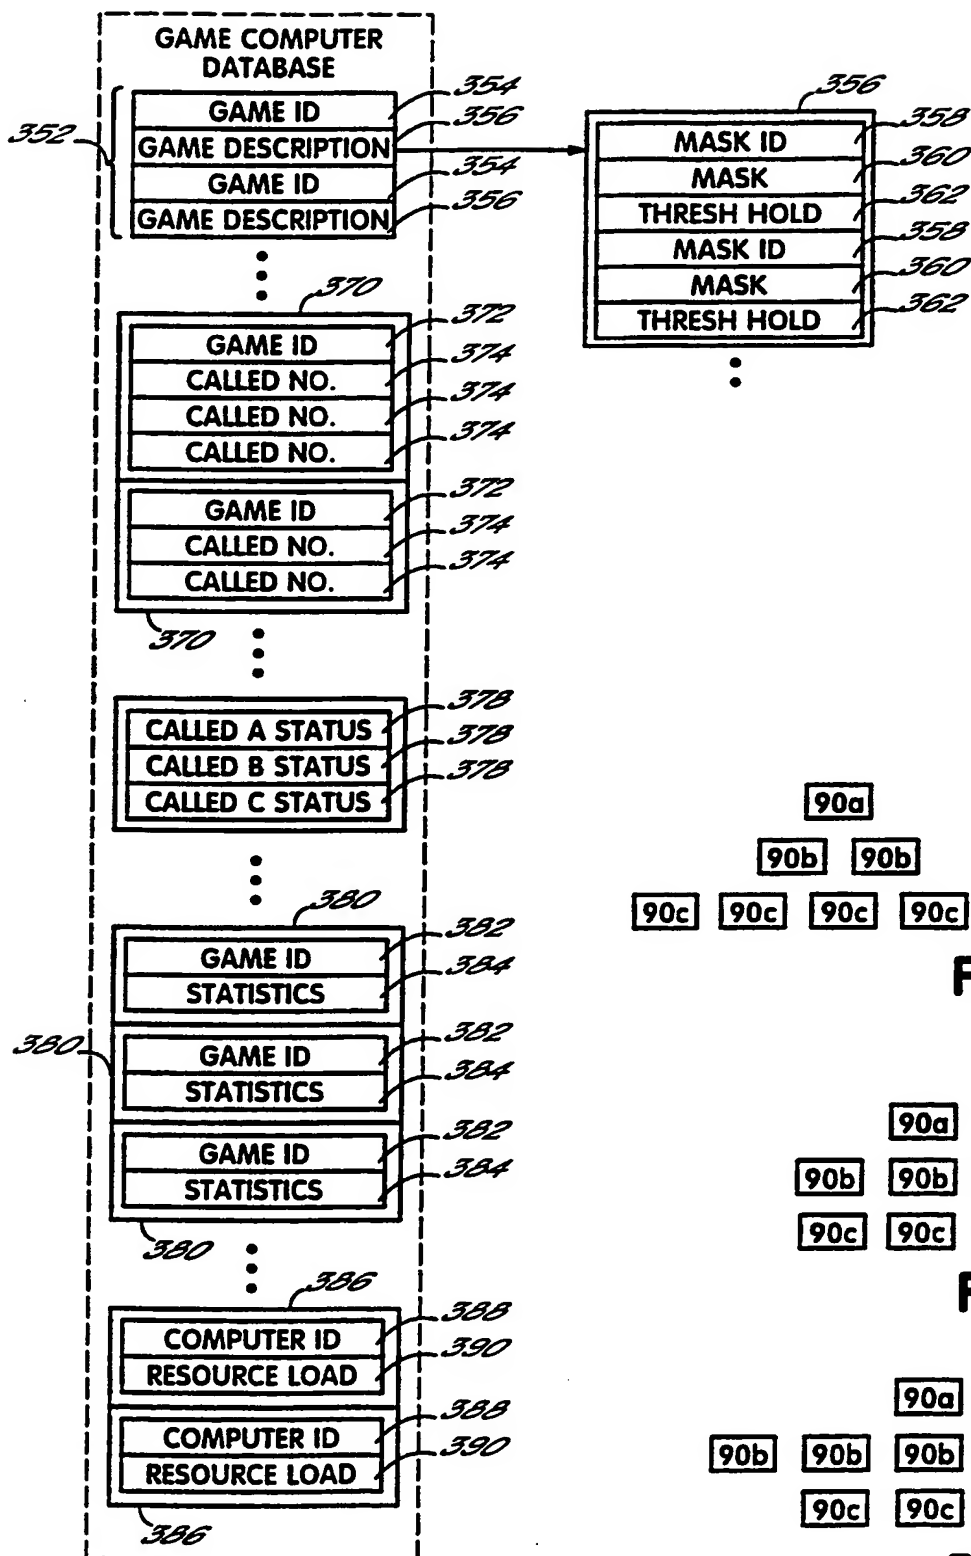 GAME COMPUTER
DATABASE
352
GAME ID 354
GAME DESCRIPTION 356
GAME ID 354
GAME DESCRIPTION 356
356
MASK ID 358
MASK 360
THRESH HOLD 362
MASK ID 358
MASK 360
THRESH HOLD 362
370
GAME ID 372
CALLED NO. 374
CALLED NO. 374
CALLED NO. 374
GAME ID 372
CALLED NO. 374
CALLED NO. 374
370
CALLED A STATUS 378
CALLED B STATUS 378
CALLED C STATUS 378
380
GAME ID 382
STATISTICS 384
380
GAME ID 382
STATISTICS 384
GAME ID 382
STATISTICS 384
380
386
COMPUTER ID 388
RESOURCE LOAD 390
COMPUTER ID 388
RESOURCE LOAD 390
386
90a
90b 90b
90c 90c 90c 90c
F
90a
90b 90b
90c 90c
F
90a
90b 90b 90b
90c 90c